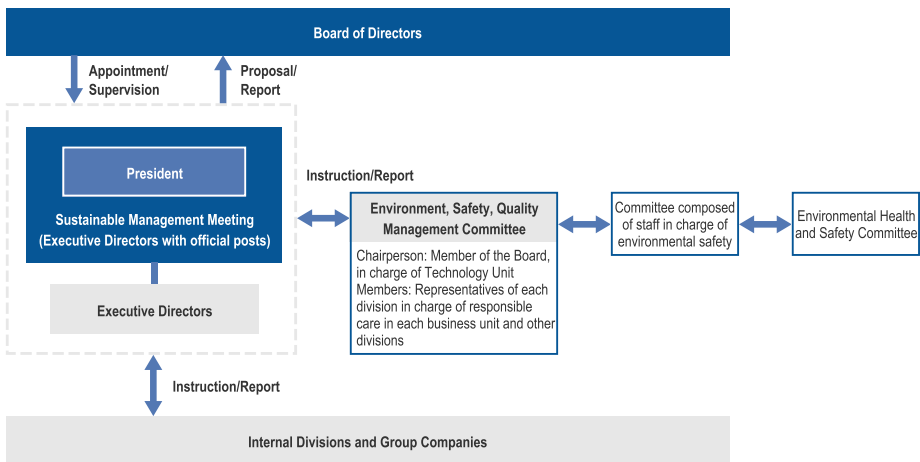 Board of Directors
Appointment/
Supervision
Proposal/
Report
President
Sustainable Management Meeting
(Executive Directors with official posts)
Executive Directors
Instruction/Report
Environment, Safety, Quality
Management Committee
Chairperson: Member of the Board,
in charge of Technology Unit
Members: Representatives of each
division in charge of responsible
care in each business unit and other
divisions
Committee composed
of staff in charge of
environmental safety
Environmental Health
and Safety Committee
Instruction/Report
Internal Divisions and Group Companies